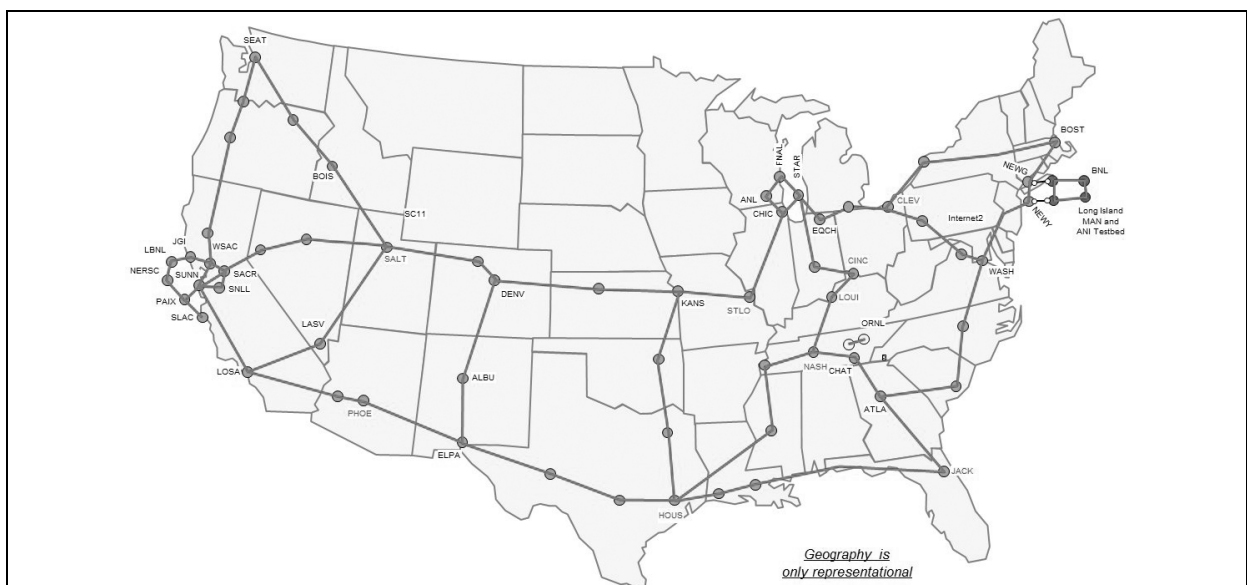 SEAT
BOIS
SC11
FNAL
STAR
ANL
CHIC
EQCH
CLEV
Internet2
BOST
NEWG
BNL
NEWY
Long Island
MAN and
ANI Testbed
WASH
JGI
LBNL
WSAC
NERSC
SUNN
SACR
SNLL
PAIX
SLAC
SALT
DENV
KANS
STLO
CINC
LOUI
ORNL
LASV
LOSA
PHOE
ALBU
ELPA
NASH
CHAT
ATLA
JACK
HOUS
Geography is
only representational